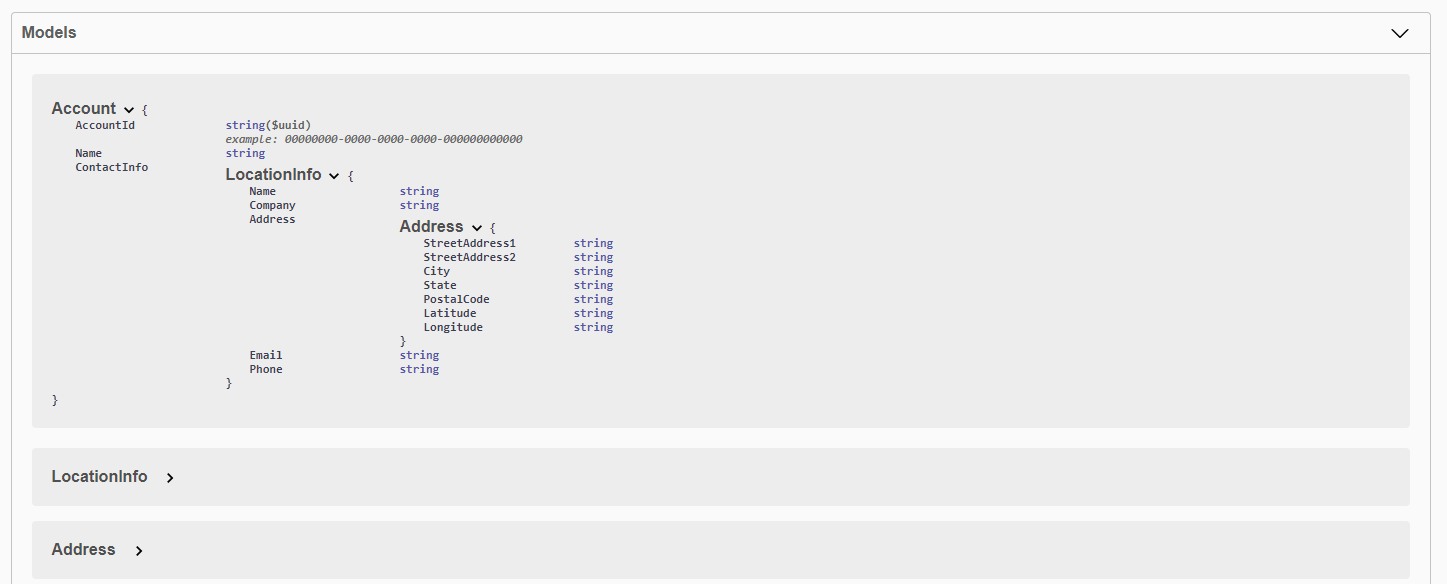 Models
Account {
AccountId string($uuid)
example: 00000000-0000-0000-0000-000000000000
Name string
ContactInfo
LocationInfo {
Name string
Company string
Address
Address {
StreetAddress1 string
StreetAddress2 string
City string
State string
PostalCode string
Latitude string
Longitude string
}
Email string
Phone string
}
}
LocationInfo
Address